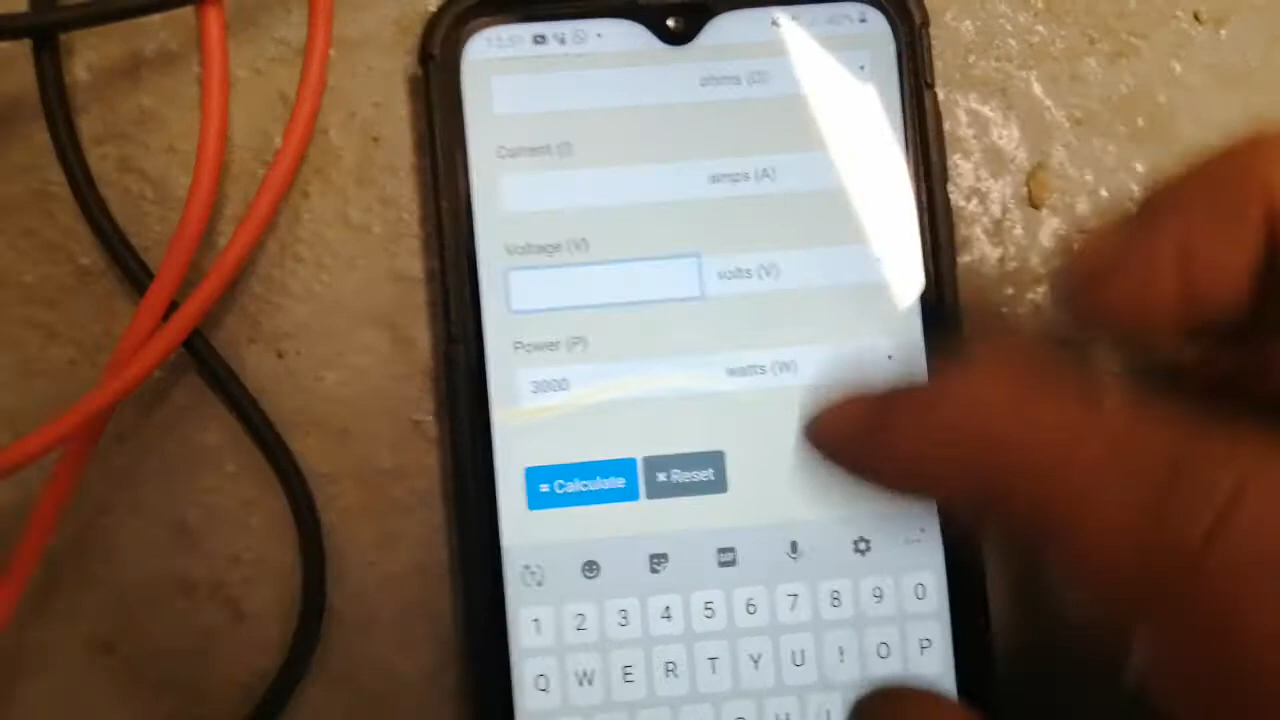 ohms (Ω)
Current (I)
amps (A)
Voltage (V)
volts (V)
Power (P)
3000 watts (W)
= Calculate × Reset
GIF
1 2 3 4 5 6 7 8 9 0
Q W E R T Y U I O P